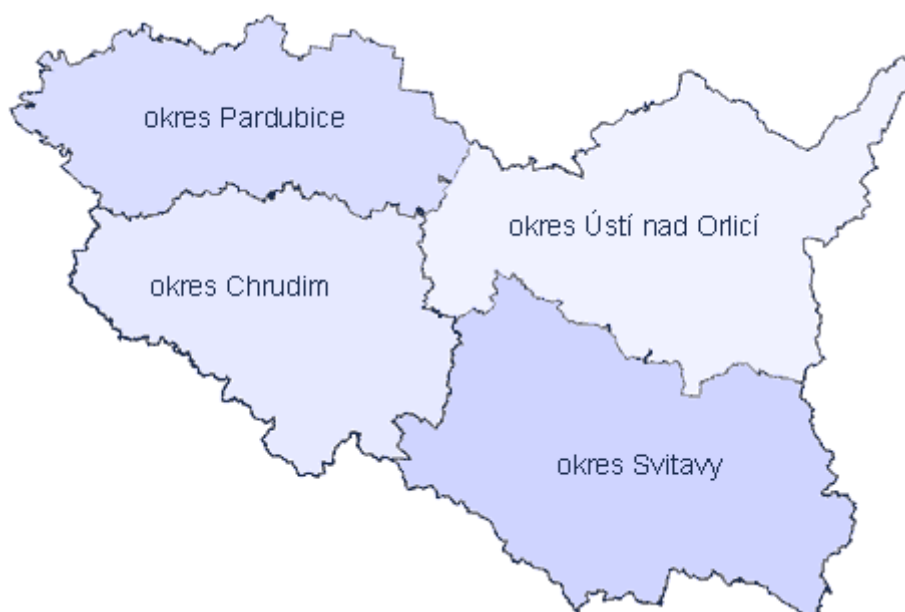 okres Pardubice
okres Ústí nad Orlicí
okres Chrudim
okres Svitavy